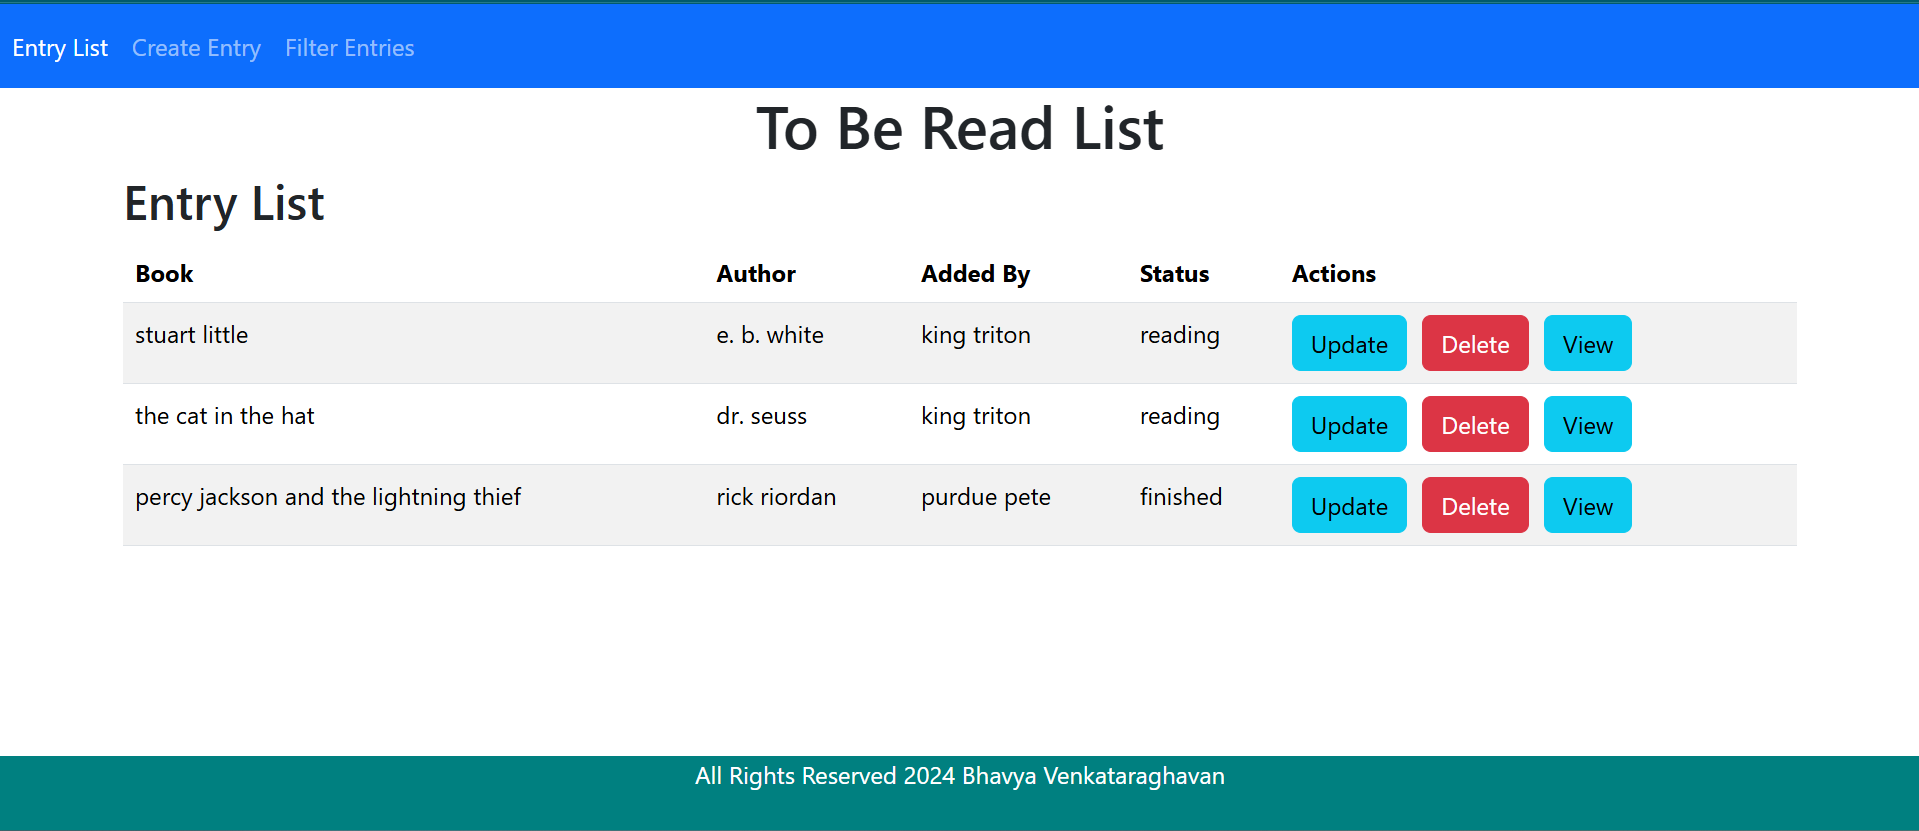 Entry List Create Entry Filter Entries
To Be Read List
Entry List
Book Author Added By Status Actions
stuart little e. b. white king triton reading Update Delete View
the cat in the hat dr. seuss king triton reading Update Delete View
percy jackson and the lightning thief rick riordan purdue pete finished Update Delete View
All Rights Reserved 2024 Bhavya Venkataraghavan